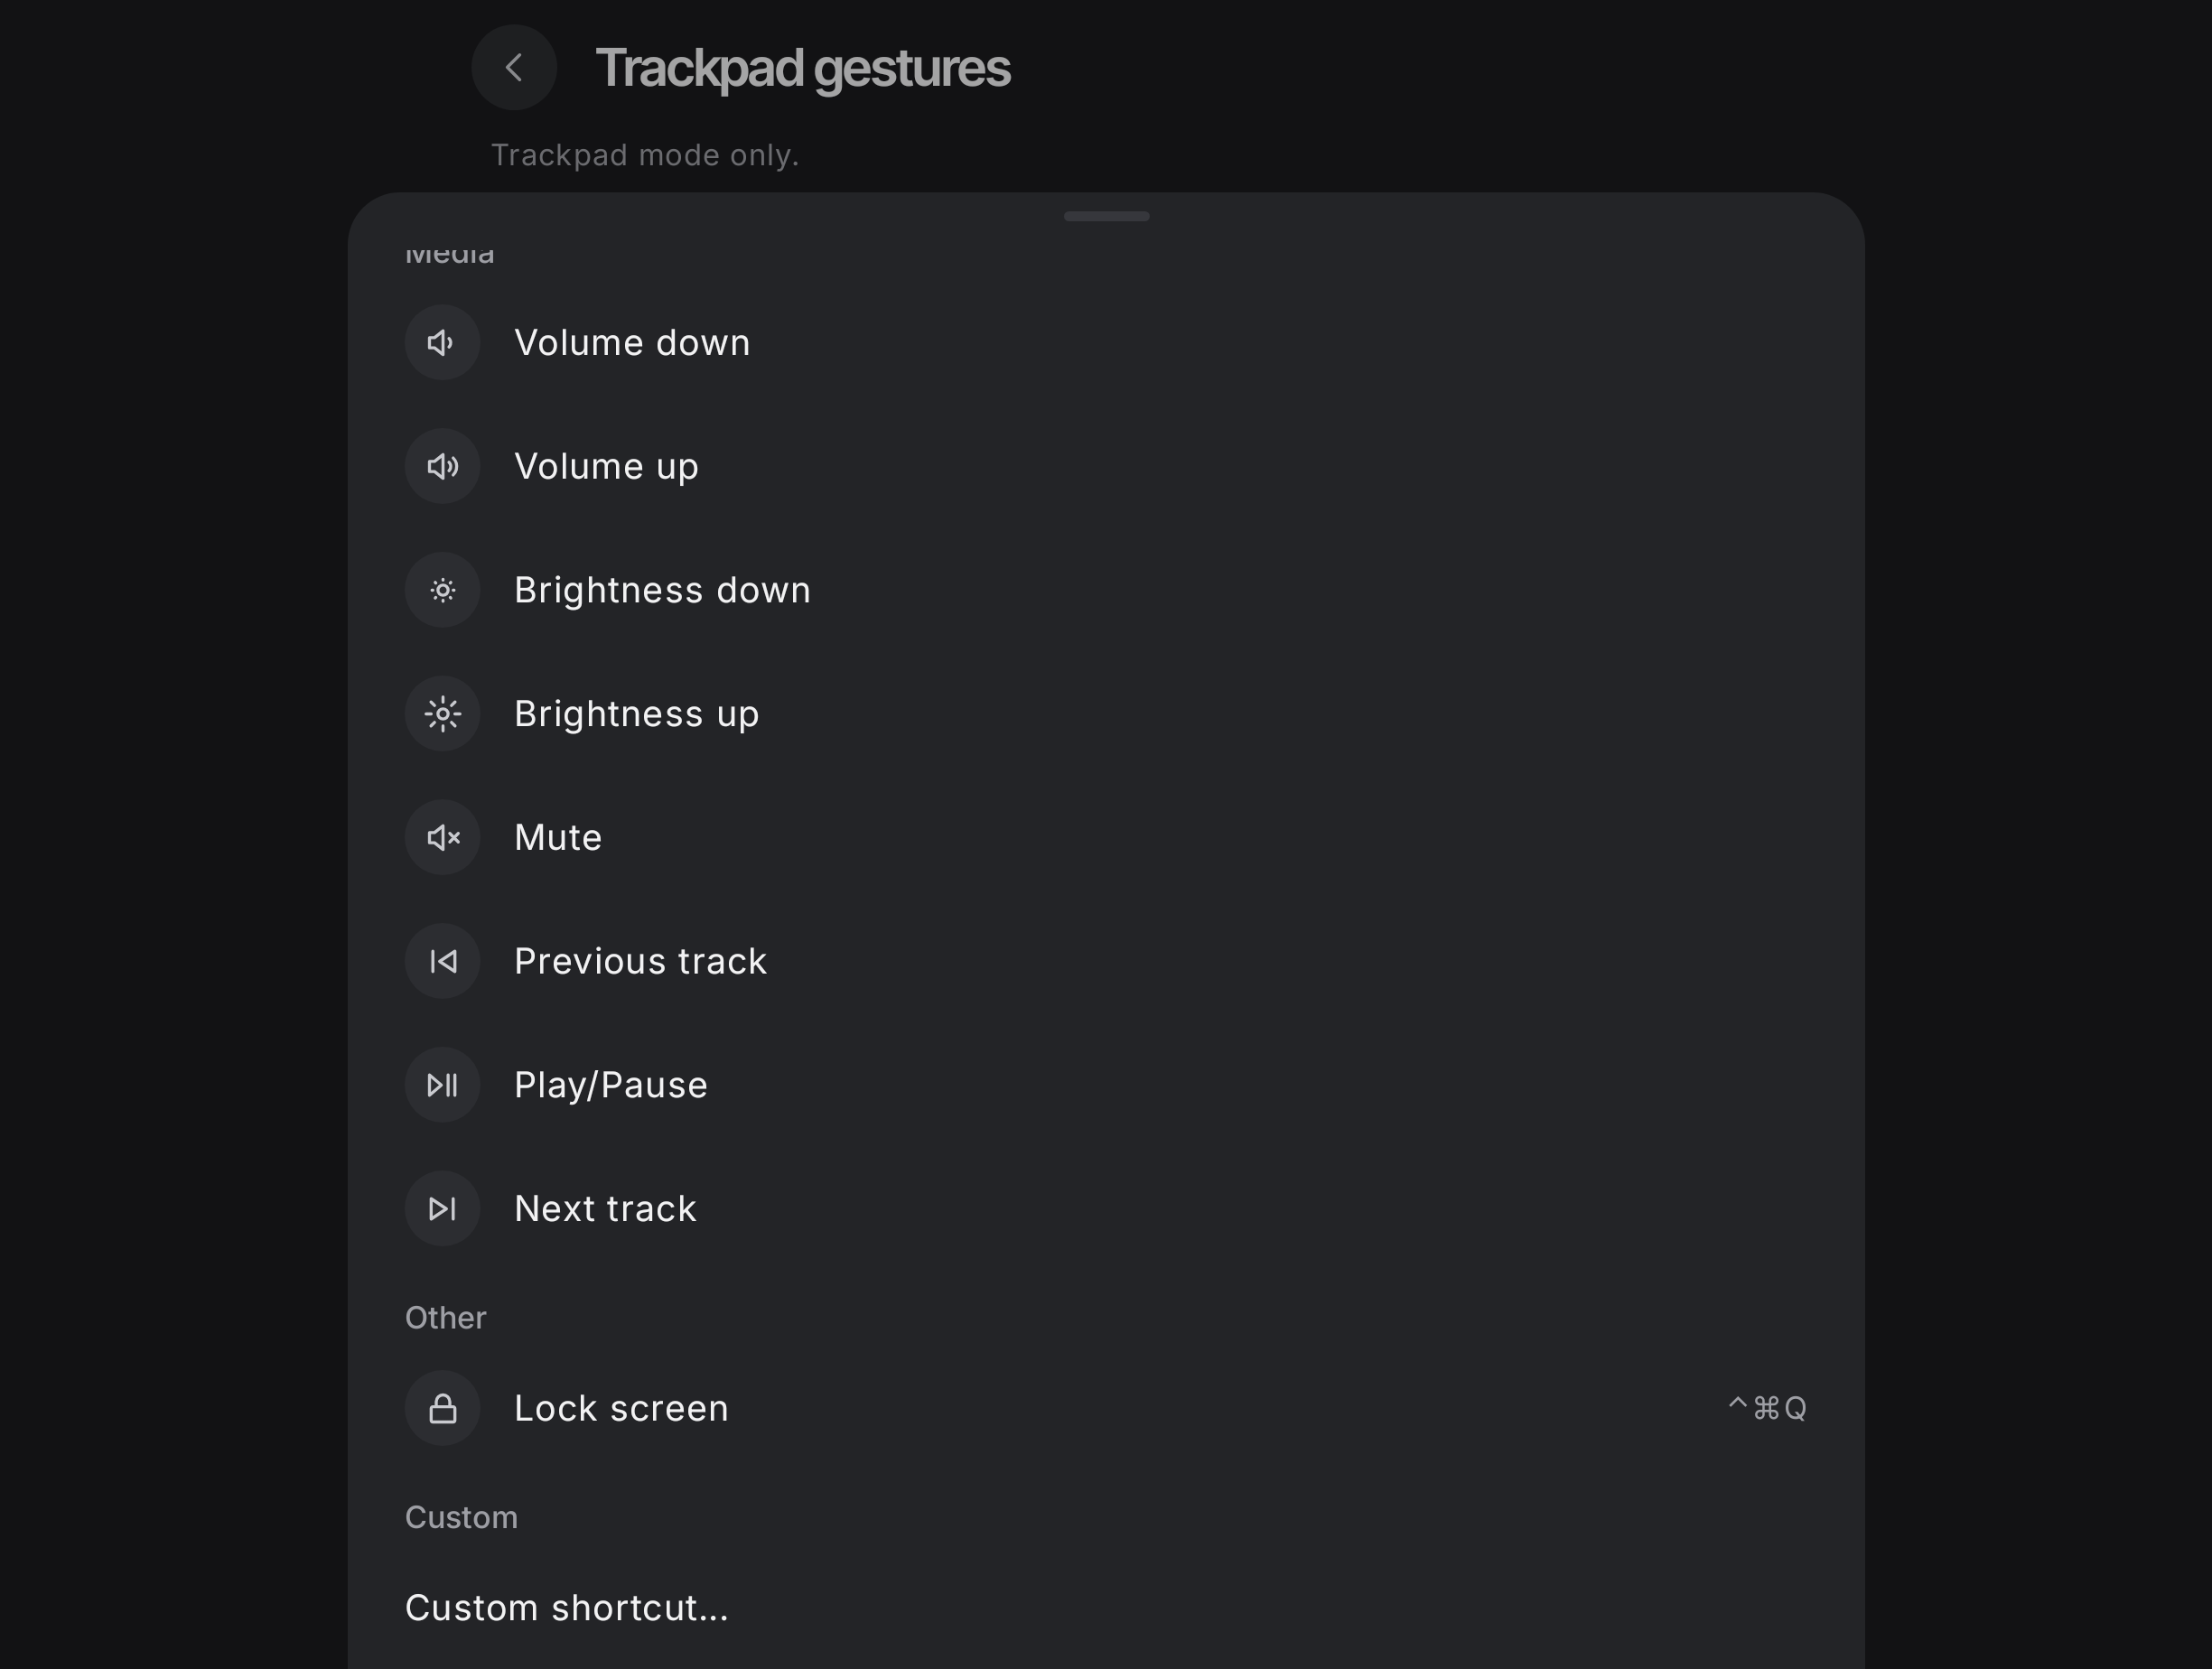 Trackpad gestures
Trackpad mode only.
Media
Volume down
Volume up
Brightness down
Brightness up
Mute
Previous track
Play/Pause
Next track
Other
Lock screen ^⌘Q
Custom
Custom shortcut...